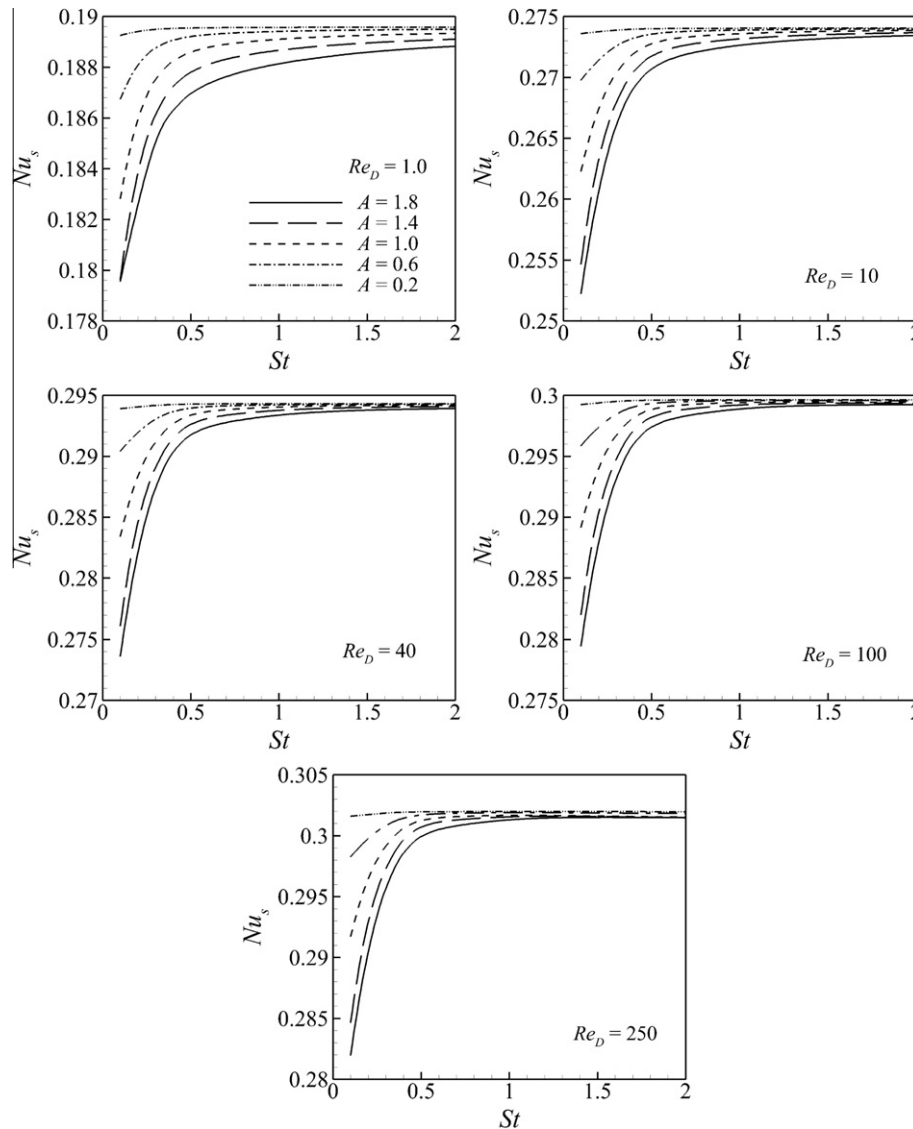 0.19
0.188
0.186
0.184
0.182
0.18
0.178
Nu_s
Re_D = 1.0
A = 1.8
A = 1.4
A = 1.0
A = 0.6
A = 0.2
0 0.5 1 1.5 2
St
0.275
0.27
0.265
0.26
0.255
0.25
Nu_s
Re_D = 10
0 0.5 1 1.5 2
St
0.295
0.29
0.285
0.28
0.275
0.27
Nu_s
Re_D = 40
0 0.5 1 1.5 2
St
0.3
0.295
0.29
0.285
0.28
0.275
Nu_s
Re_D = 100
0 0.5 1 1.5 2
St
0.305
0.3
0.295
0.29
0.285
0.28
Nu_s
Re_D = 250
0 0.5 1 1.5 2
St